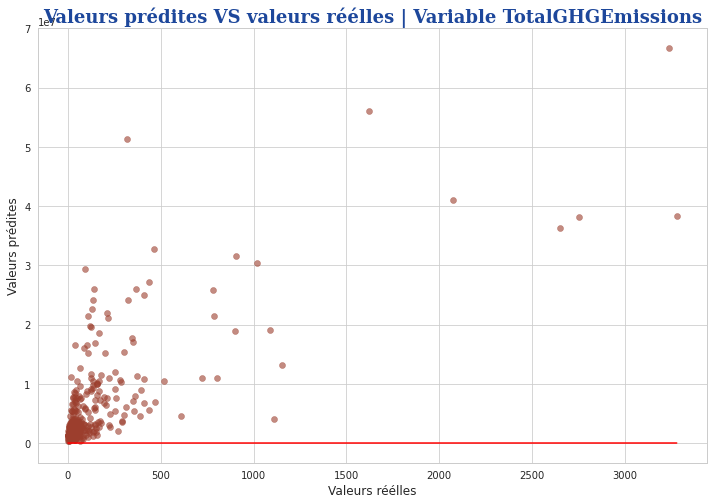 Valeurs prédites VS valeurs réélles | Variable TotalGHGEmissions
1e7
7
6
5
4
3
2
1
0
Valeurs prédites
0 500 1000 1500 2000 2500 3000
Valeurs réélles